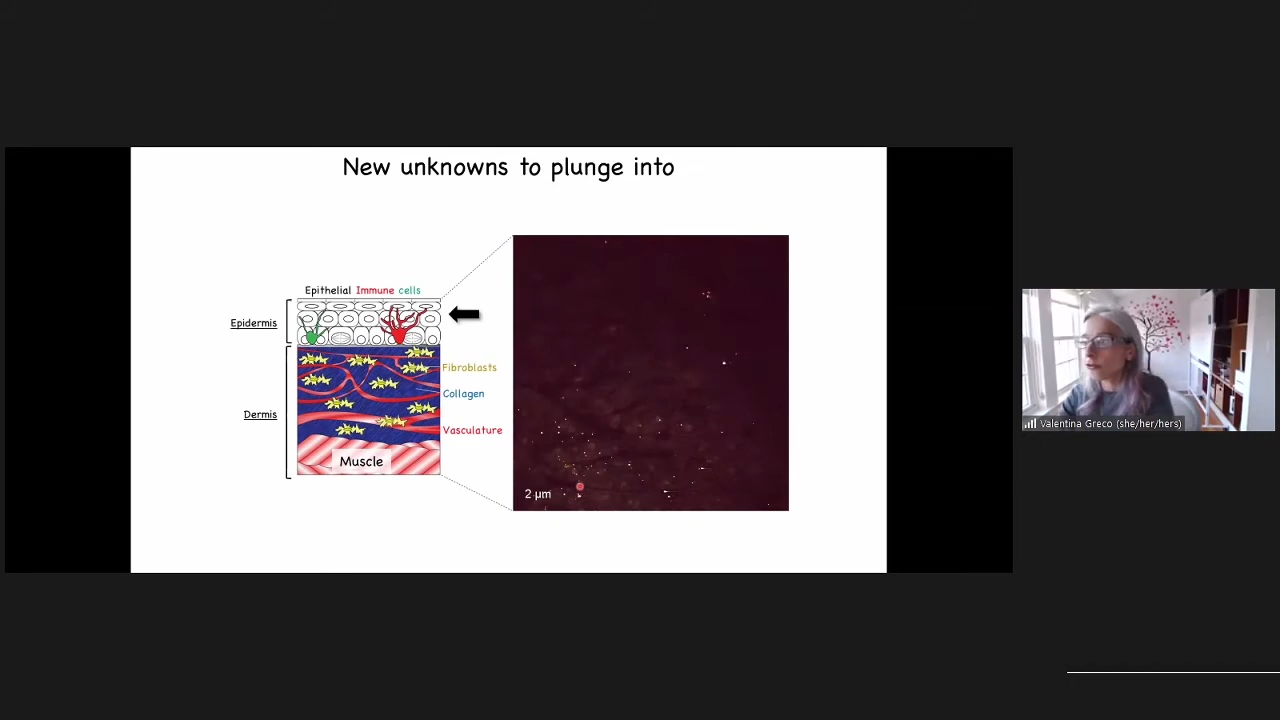 New unknowns to plunge into
Epithelial Immune cells
Epidermis
Fibroblasts
Collagen
Dermis
Vasculature
Muscle
2 µm
Valentina Greco (she/her/hers)